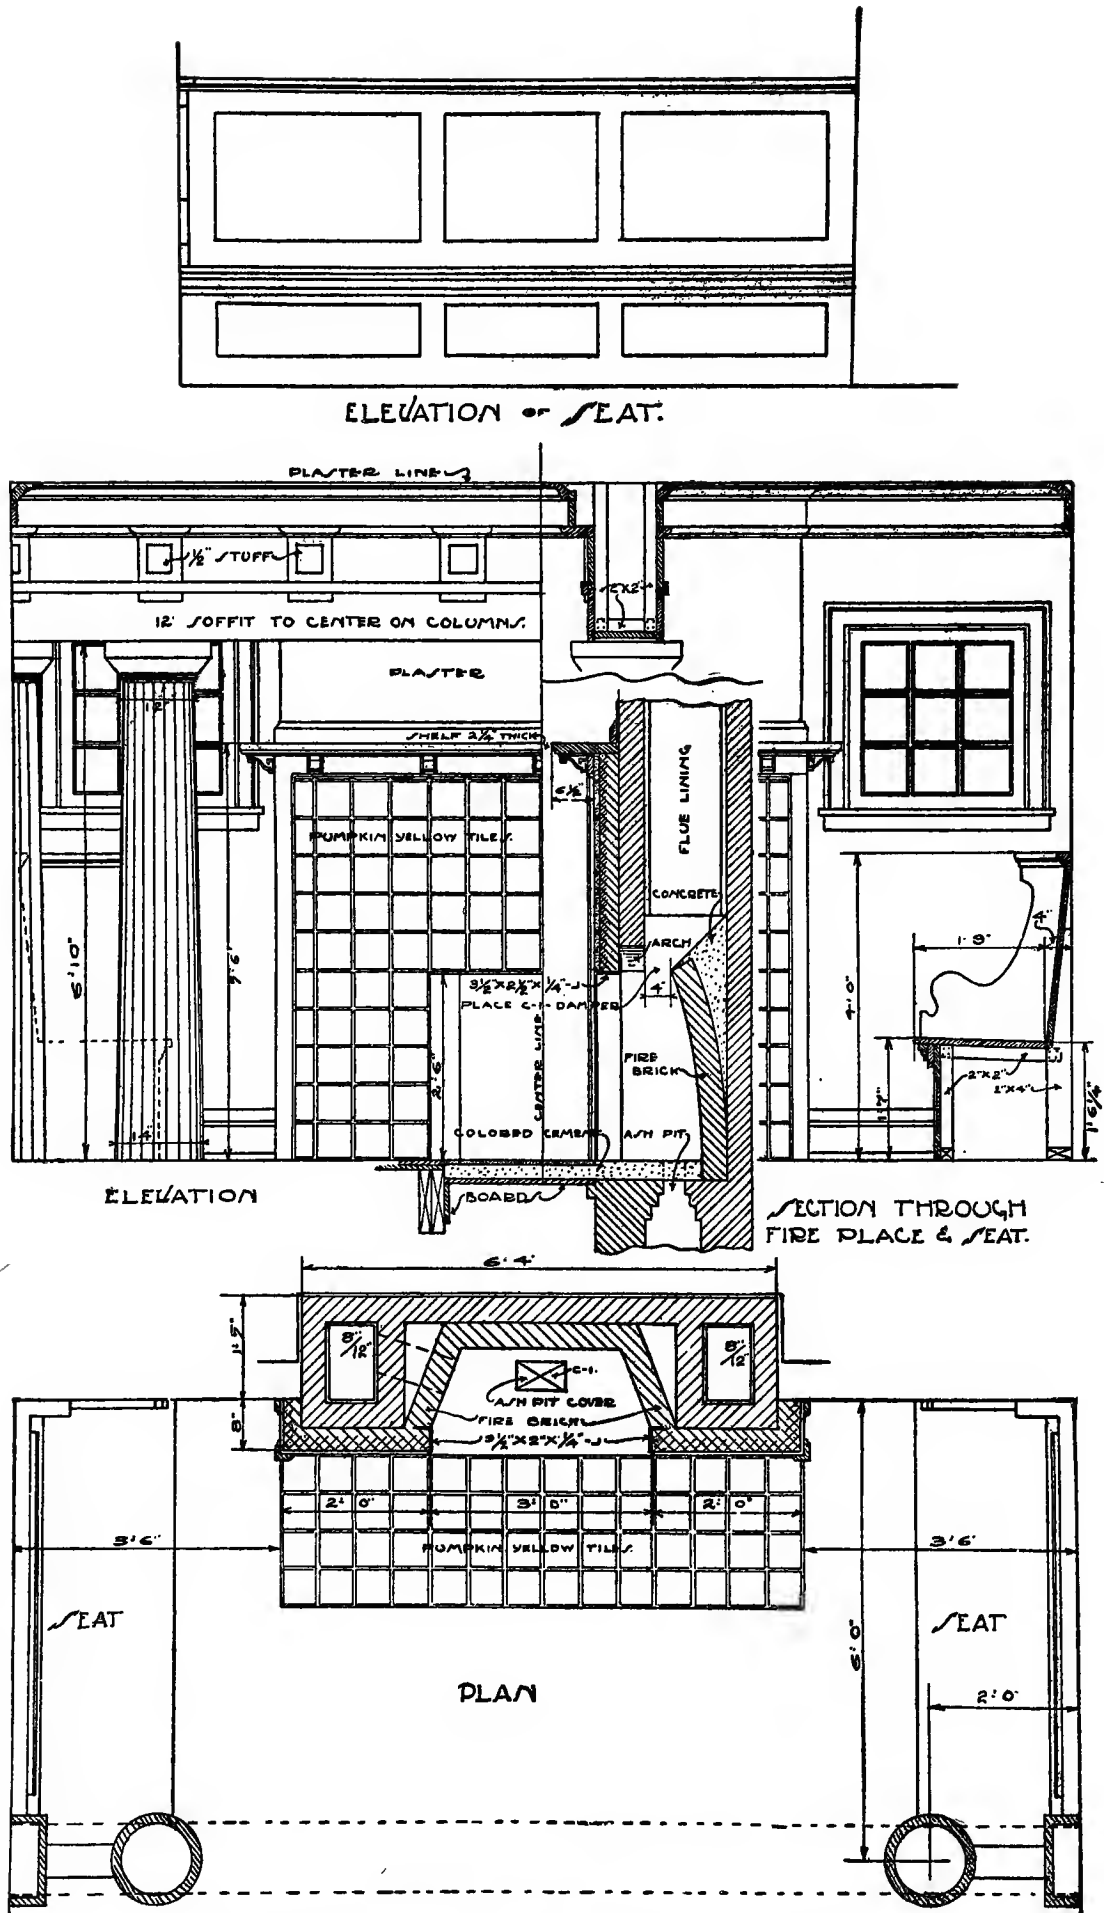 ELEVATION OF SEAT.
PLASTER LINE
1/2" STUFF
2"X2"
12" SOFFIT TO CENTER ON COLUMNS.
PLASTER
12"
SHELF 2 1/4" THICK
6 1/2"
PUMPKIN YELLOW TILES.
FLUE LINING
CONCRETE
ARCH
3 1/2"X2 1/2"X1/4"
PLACE C-I-DAMPER
4"
FIRE
BRICK
CENTER LINE
2'-6"
6'-10"
14"
COLORED CEMENT
ASH PIT
BOARD
1'-9"
4"
4'-0"
2"X2"
1"X4"
1'-7"
1'-6 1/4"
ELEVATION
SECTION THROUGH
FIRE PLACE & SEAT.
6'-4"
1'-5"
8"
8"/12"
8"/12"
C-I-
ASH PIT COVER
FIRE BRICK
3 1/2"X2"X1/4"
2'-0"
3'-0"
2'-0"
3'-6"
PUMPKIN YELLOW TILES.
3'-6"
SEAT
SEAT
6'-0"
PLAN
2'-0"